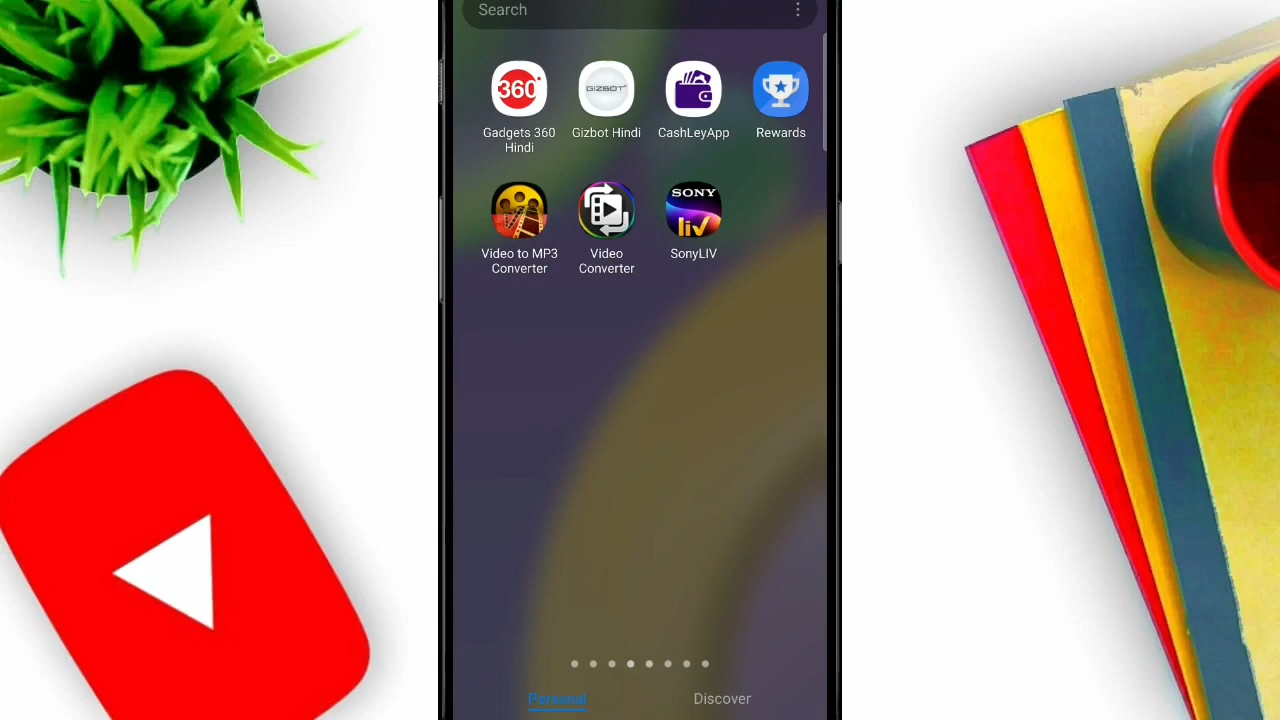 Search
360
GIZBOT
Gadgets 360
Hindi
Gizbot Hindi
CashLeyApp
Rewards
SONY
liv
Video to MP3
Converter
Video
Converter
SonyLIV
Personal
Discover